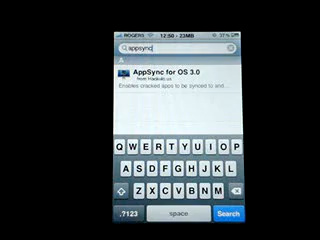 ROGERS 12:50 - 23MB 37%
appsync
A
AppSync for OS 3.0
from Hackulo.us
Enables cracked apps to be synced to and...
Q W E R T Y U I O P
A S D F G H J K L
Z X C V B N M
.?123 space Search